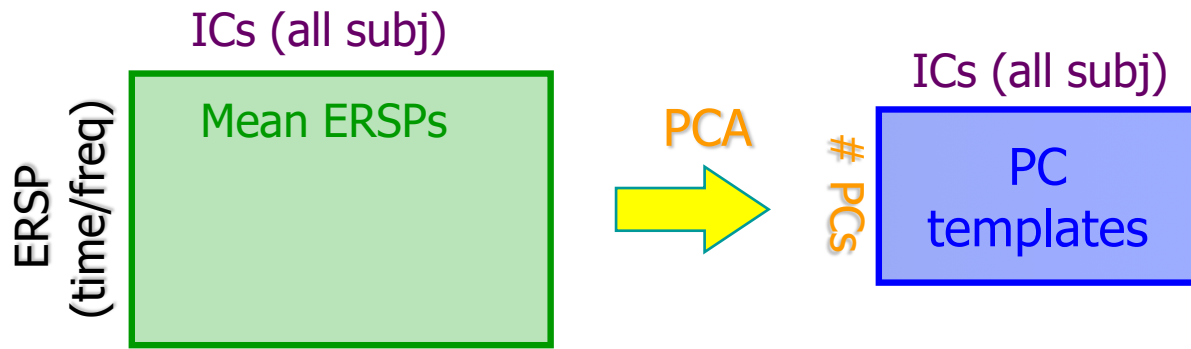 ICs (all subj)
ERSP
(time/freq)
Mean ERSPs
PCA
ICs (all subj)
# PCs
PC
templates